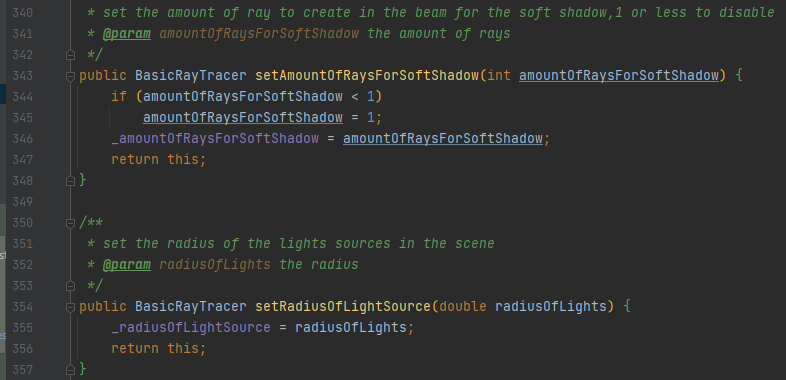 340 * set the amount of ray to create in the beam for the soft shadow,1 or less to disable
341 * @param amountOfRaysForSoftShadow the amount of rays
342 */
343 public BasicRayTracer setAmountOfRaysForSoftShadow(int amountOfRaysForSoftShadow) {
344 if (amountOfRaysForSoftShadow < 1)
345 amountOfRaysForSoftShadow = 1;
346 _amountOfRaysForSoftShadow = amountOfRaysForSoftShadow;
347 return this;
348 }
349
350 /**
351 * set the radius of the lights sources in the scene
352 * @param radiusOfLights the radius
353 */
354 public BasicRayTracer setRadiusOfLightSource(double radiusOfLights) {
355 _radiusOfLightSource = radiusOfLights;
356 return this;
357 }